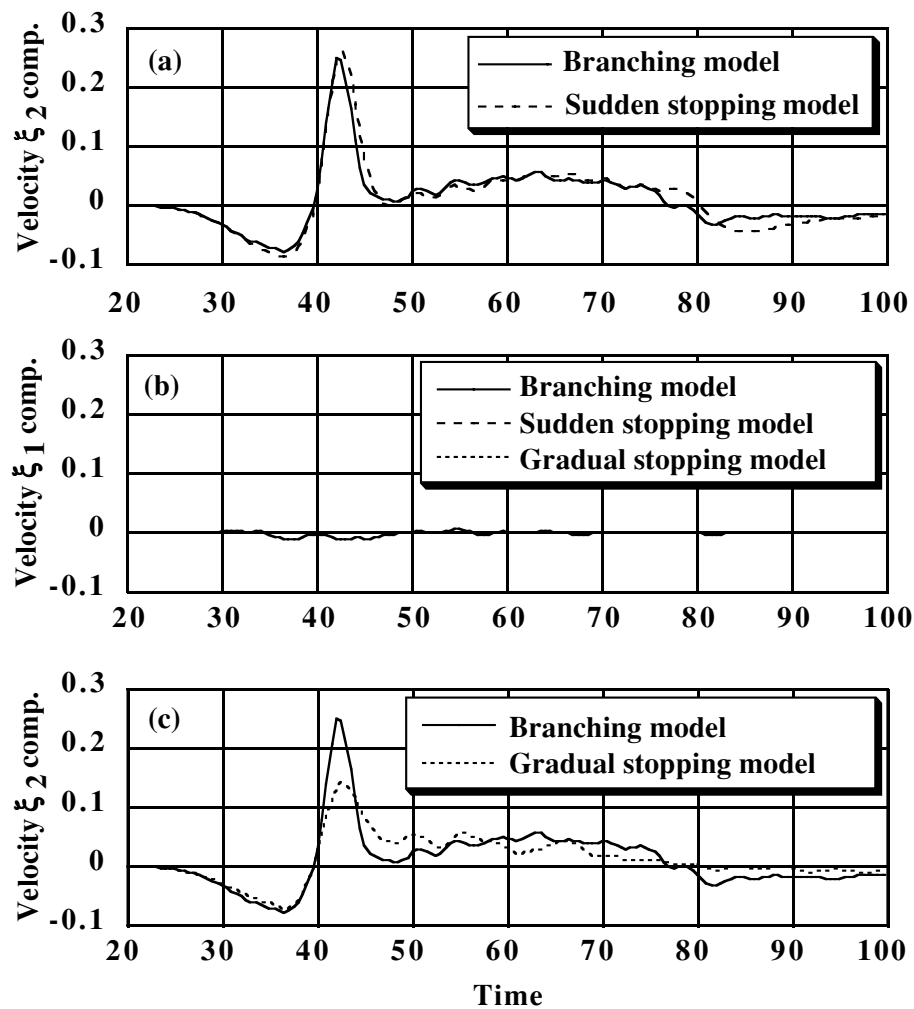 0.3
(a)
Branching model
Sudden stopping model
0.2
0.1
0
-0.1
Velocity ξ2 comp.
20 30 40 50 60 70 80 90 100
0.3
(b)
Branching model
Sudden stopping model
Gradual stopping model
0.2
0.1
0
-0.1
Velocity ξ1 comp.
20 30 40 50 60 70 80 90 100
0.3
(c)
Branching model
Gradual stopping model
0.2
0.1
0
-0.1
Velocity ξ2 comp.
20 30 40 50 60 70 80 90 100
Time